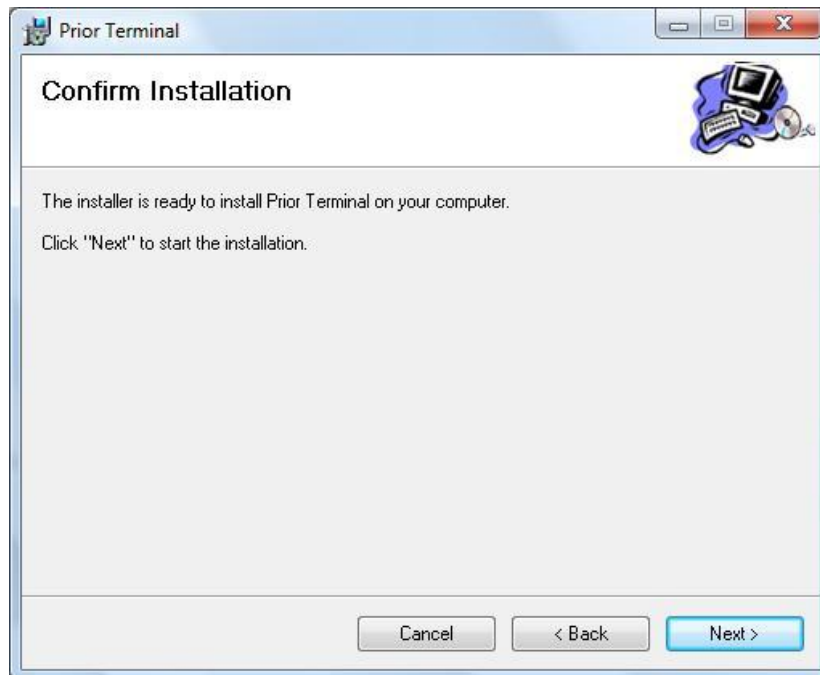 Prior Terminal
Confirm Installation
The installer is ready to install Prior Terminal on your computer.
Click "Next" to start the installation.
Cancel
< Back
Next >